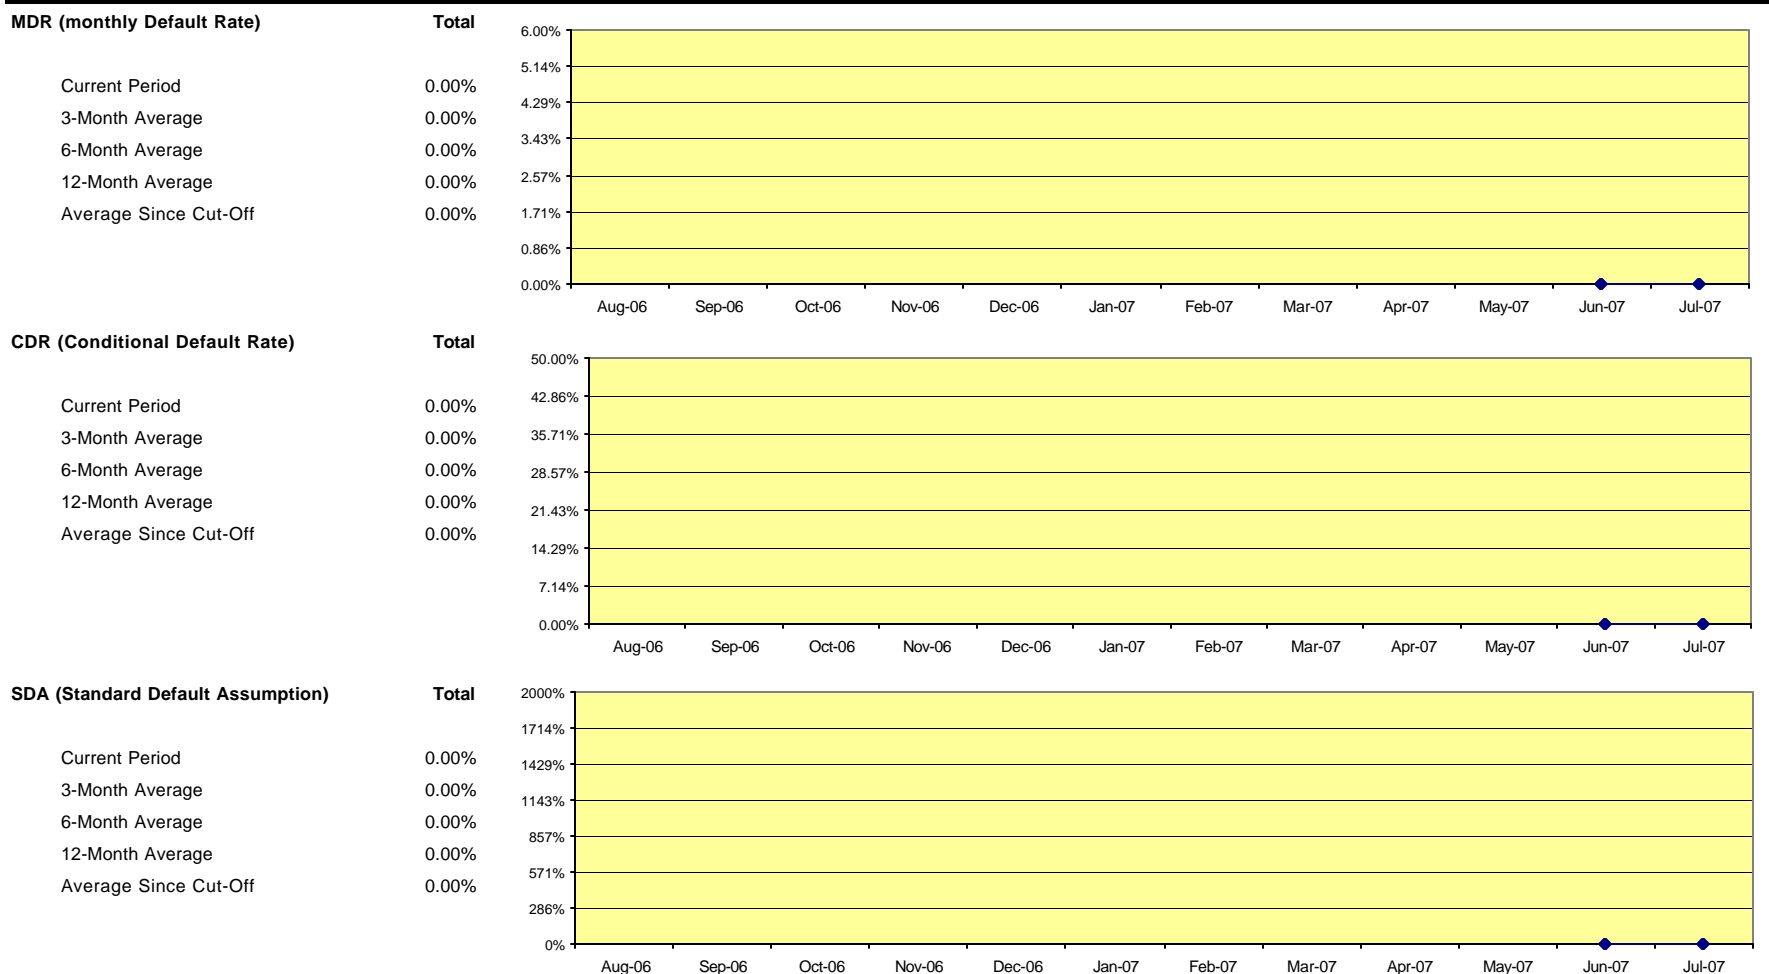 MDR (monthly Default Rate) Total
Current Period 0.00%
3-Month Average 0.00%
6-Month Average 0.00%
12-Month Average 0.00%
Average Since Cut-Off 0.00%
6.00%
5.14%
4.29%
3.43%
2.57%
1.71%
0.86%
0.00%
Aug-06 Sep-06 Oct-06 Nov-06 Dec-06 Jan-07 Feb-07 Mar-07 Apr-07 May-07 Jun-07 Jul-07
CDR (Conditional Default Rate) Total
Current Period 0.00%
3-Month Average 0.00%
6-Month Average 0.00%
12-Month Average 0.00%
Average Since Cut-Off 0.00%
50.00%
42.86%
35.71%
28.57%
21.43%
14.29%
7.14%
0.00%
Aug-06 Sep-06 Oct-06 Nov-06 Dec-06 Jan-07 Feb-07 Mar-07 Apr-07 May-07 Jun-07 Jul-07
SDA (Standard Default Assumption) Total
Current Period 0.00%
3-Month Average 0.00%
6-Month Average 0.00%
12-Month Average 0.00%
Average Since Cut-Off 0.00%
2000%
1714%
1429%
1143%
857%
571%
286%
0%
Aug-06 Sep-06 Oct-06 Nov-06 Dec-06 Jan-07 Feb-07 Mar-07 Apr-07 May-07 Jun-07 Jul-07